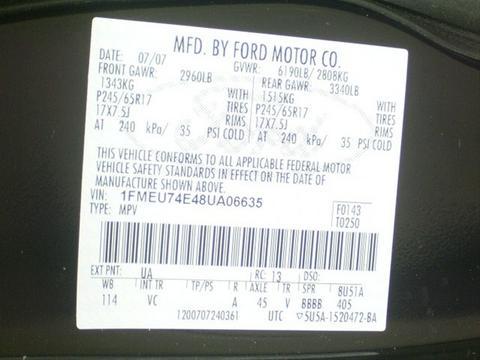 MFD. BY FORD MOTOR CO.
DATE: 07/07 GVWR: 6190LB/ 2808KG
FRONT GAWR: 2960LB REAR GAWR: 3340LB
1343KG WITH 1515KG WITH
P245/65R17 TIRES P245/65R17 TIRES
17X7.5J RIMS 17X7.5J RIMS
AT 240 kPa/ 35 PSI COLD AT 240 kPa/ 35 PSI COLD
THIS VEHICLE CONFORMS TO ALL APPLICABLE FEDERAL MOTOR
VEHICLE SAFETY STANDARDS IN EFFECT ON THE DATE OF
MANUFACTURE SHOWN ABOVE.
VIN: 1FMEU74E48UA06635 F0143
TYPE: MPV T0250
EXT PNT: UA RC: 13 DSO:
WB INT TR TP/PS R AXLE TR SPR 8U51A
114 VC A 45 V BBBB 405
1200707240361 UTC 5U5A-1520472-BA